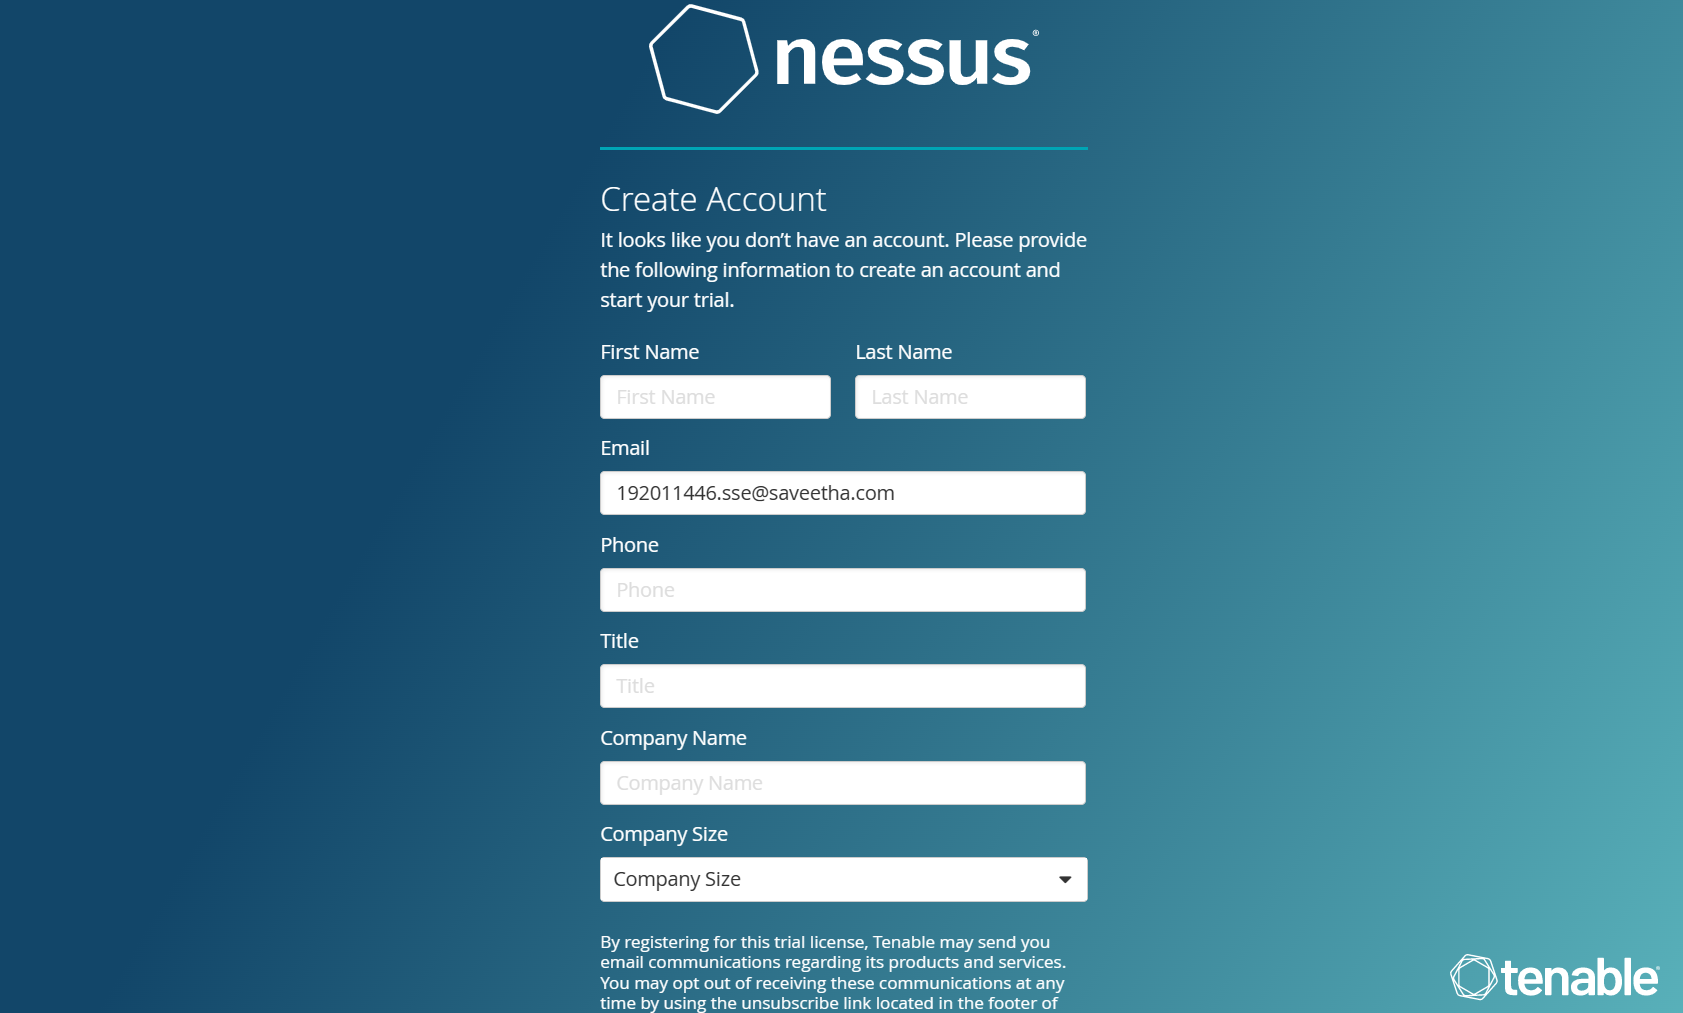 nessus®
Create Account
It looks like you don’t have an account. Please provide
the following information to create an account and
start your trial.
First Name
Last Name
First Name
Last Name
Email
192011446.sse@saveetha.com
Phone
Phone
Title
Title
Company Name
Company Name
Company Size
Company Size
By registering for this trial license, Tenable may send you
email communications regarding its products and services.
You may opt out of receiving these communications at any
time by using the unsubscribe link located in the footer of
tenable®